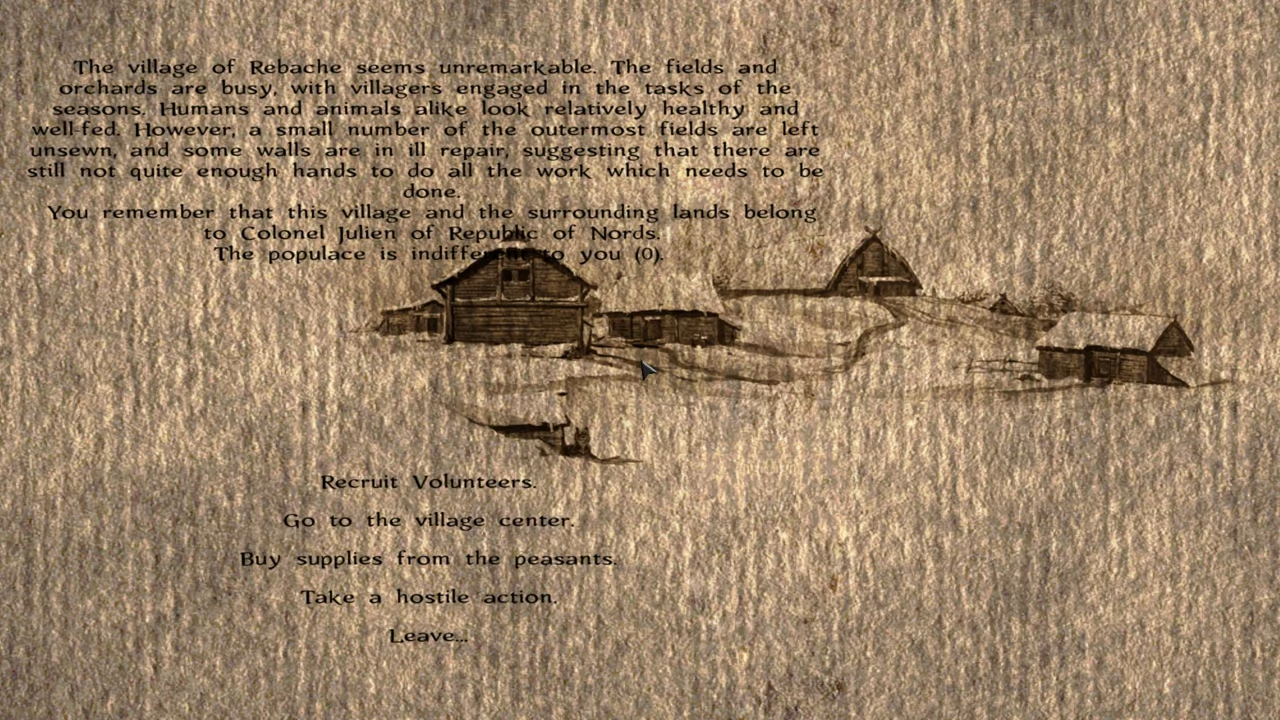 The village of Rebache seems unremarkable. The fields and
orchards are busy, with villagers engaged in the tasks of the
seasons. Humans and animals alike look relatively healthy and
well-fed. However, a small number of the outermost fields are left
unsewn, and some walls are in ill repair, suggesting that there are
still not quite enough hands to do all the work which needs to be
done.
You remember that this village and the surrounding lands belong
to Colonel Julien of Republic of Nords.
The populace is indifferent to you (0).
Recruit Volunteers.
Go to the village center.
Buy supplies from the peasants.
Take a hostile action.
Leave...